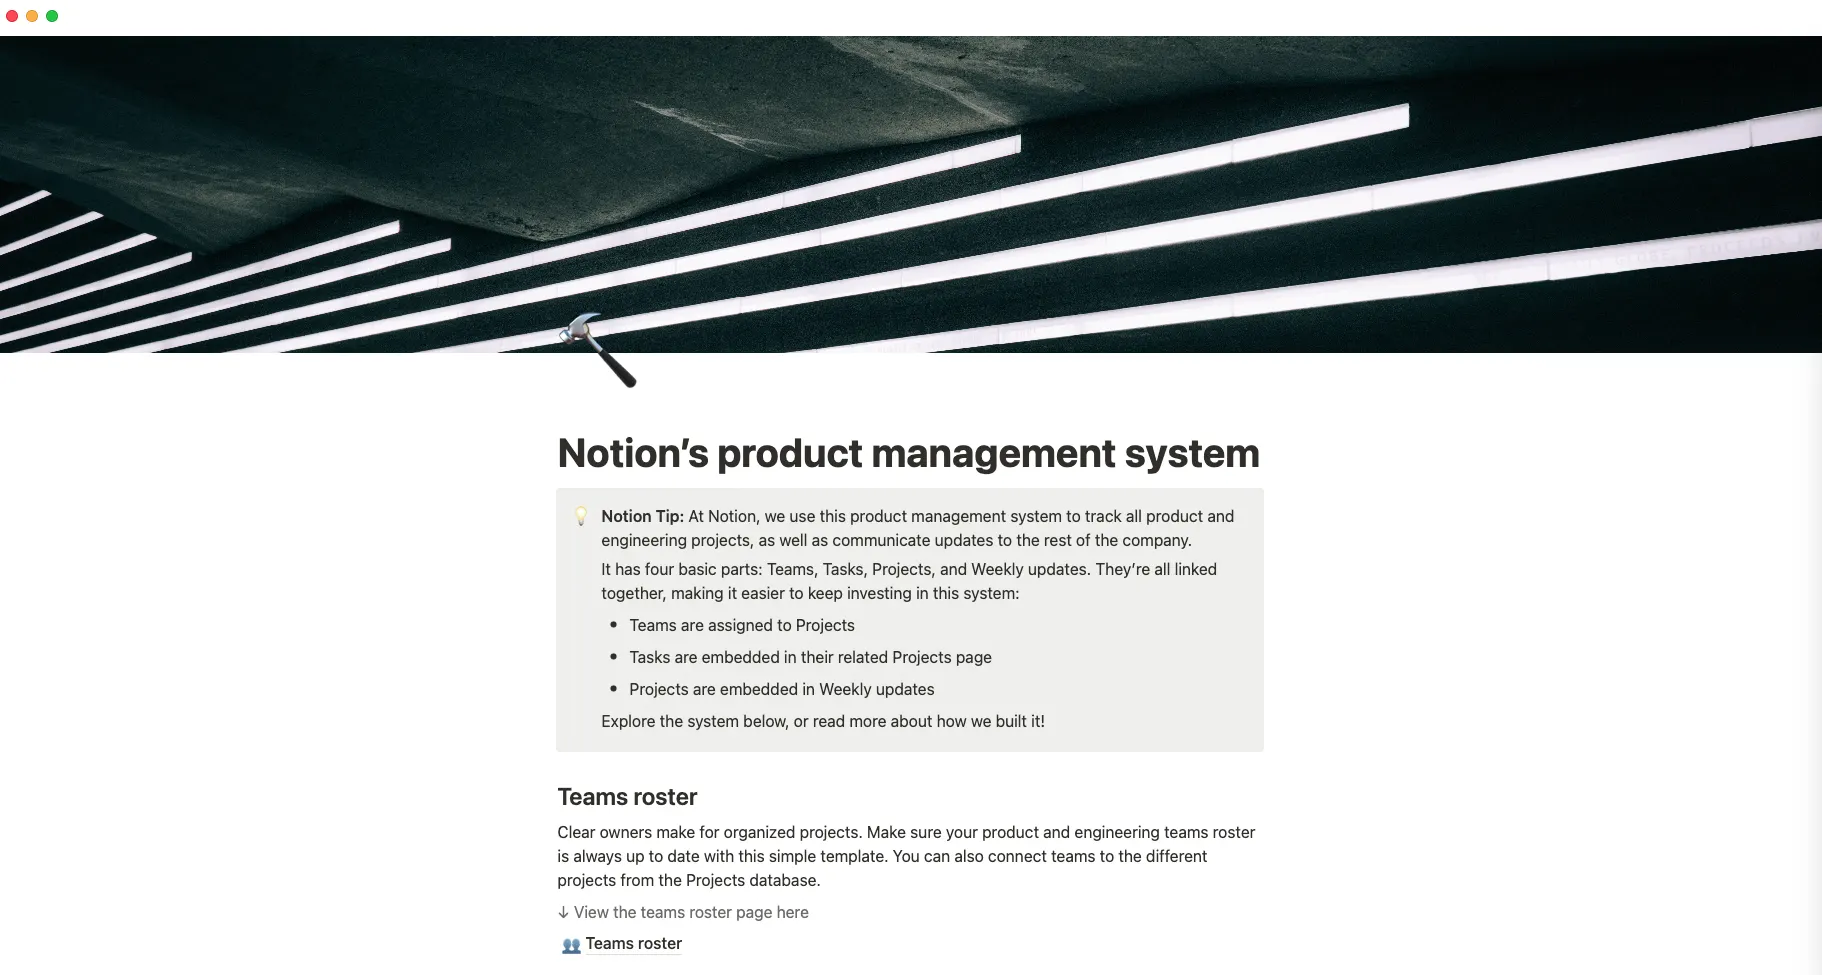 Notion’s product management system
Notion Tip: At Notion, we use this product management system to track all product and
engineering projects, as well as communicate updates to the rest of the company.
It has four basic parts: Teams, Tasks, Projects, and Weekly updates. They’re all linked
together, making it easier to keep investing in this system:
• Teams are assigned to Projects
• Tasks are embedded in their related Projects page
• Projects are embedded in Weekly updates
Explore the system below, or read more about how we built it!
Teams roster
Clear owners make for organized projects. Make sure your product and engineering teams roster
is always up to date with this simple template. You can also connect teams to the different
projects from the Projects database.
↓ View the teams roster page here
Teams roster